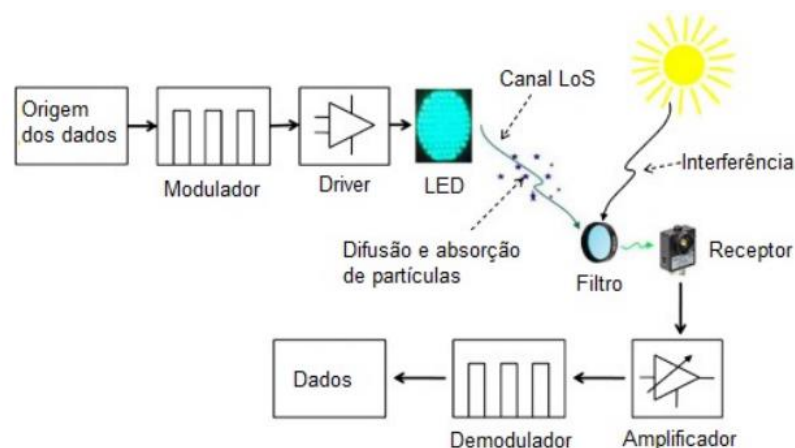 Origem
dos dados
Modulador
Driver
LED
Canal LoS
Interferência
Difusão e absorção
de partículas
Filtro
Receptor
Dados
Demodulador
Amplificador